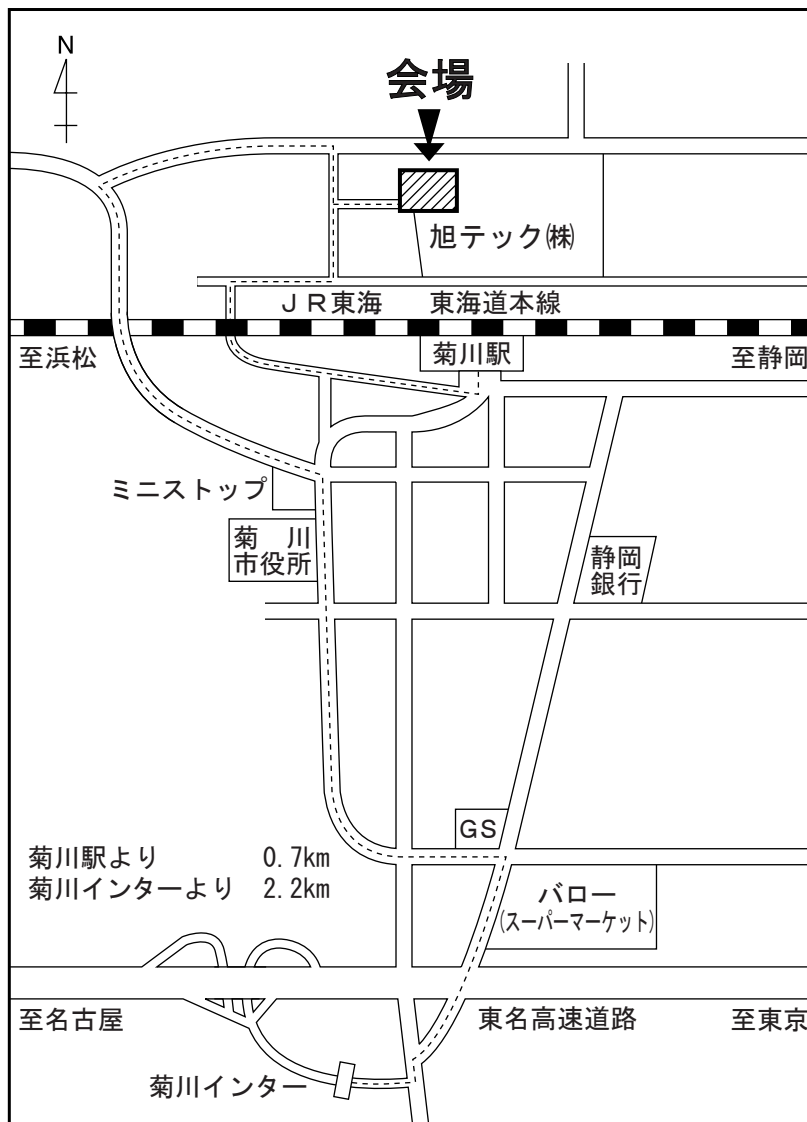 N
会場
旭テック㈱
ＪＲ東海　東海道本線
至浜松
菊川駅
至静岡
ミニストップ
菊　川
市役所
静岡
銀行
GS
菊川駅より　0.7km
菊川インターより　2.2km
バロー
(スーパーマーケット)
至名古屋
東名高速道路
至東京
菊川インター